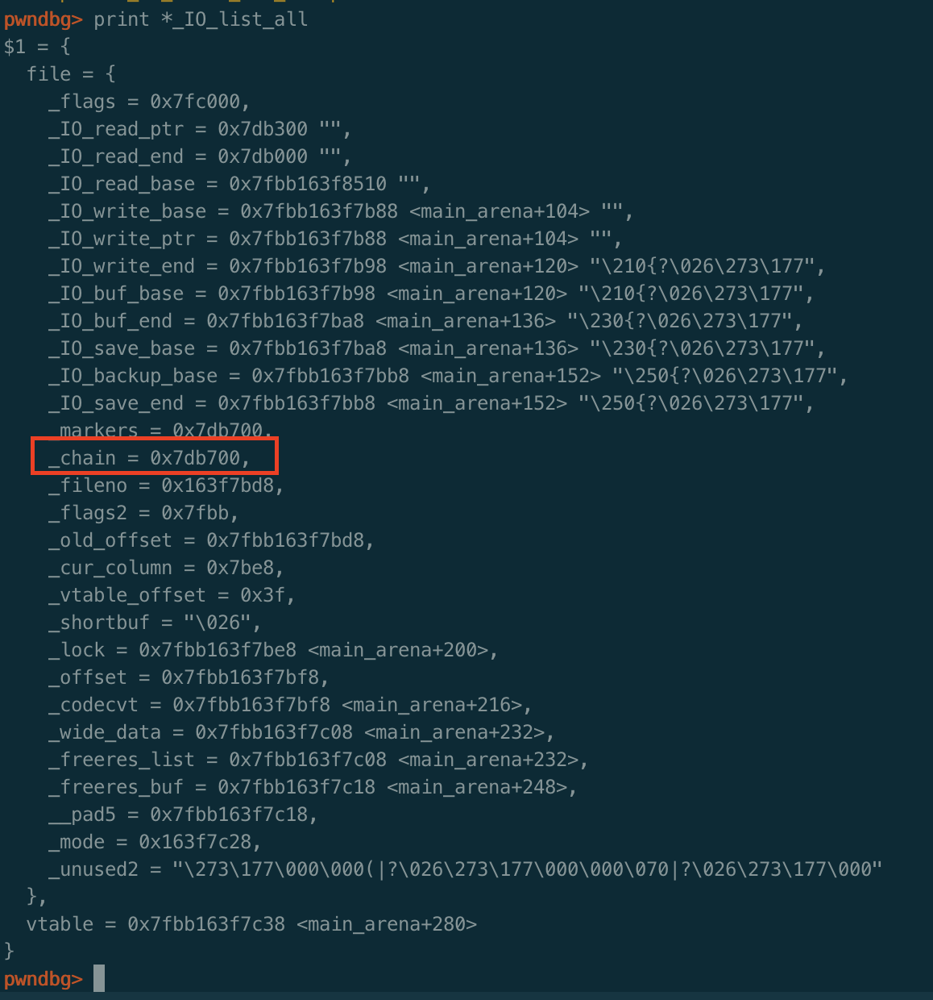 pwndbg> print *_IO_list_all
$1 = {
  file = {
    _flags = 0x7fc000,
    _IO_read_ptr = 0x7db300 "",
    _IO_read_end = 0x7db000 "",
    _IO_read_base = 0x7fbb163f8510 "",
    _IO_write_base = 0x7fbb163f7b88 <main_arena+104> "",
    _IO_write_ptr = 0x7fbb163f7b88 <main_arena+104> "",
    _IO_write_end = 0x7fbb163f7b98 <main_arena+120> "\210{?\026\273\177",
    _IO_buf_base = 0x7fbb163f7b98 <main_arena+120> "\210{?\026\273\177",
    _IO_buf_end = 0x7fbb163f7ba8 <main_arena+136> "\230{?\026\273\177",
    _IO_save_base = 0x7fbb163f7ba8 <main_arena+136> "\230{?\026\273\177",
    _IO_backup_base = 0x7fbb163f7bb8 <main_arena+152> "\250{?\026\273\177",
    _IO_save_end = 0x7fbb163f7bb8 <main_arena+152> "\250{?\026\273\177",
    _markers = 0x7db700,
    _chain = 0x7db700,
    _fileno = 0x163f7bd8,
    _flags2 = 0x7fbb,
    _old_offset = 0x7fbb163f7bd8,
    _cur_column = 0x7be8,
    _vtable_offset = 0x3f,
    _shortbuf = "\026",
    _lock = 0x7fbb163f7be8 <main_arena+200>,
    _offset = 0x7fbb163f7bf8,
    _codecvt = 0x7fbb163f7bf8 <main_arena+216>,
    _wide_data = 0x7fbb163f7c08 <main_arena+232>,
    _freeres_list = 0x7fbb163f7c08 <main_arena+232>,
    _freeres_buf = 0x7fbb163f7c18 <main_arena+248>,
    __pad5 = 0x7fbb163f7c18,
    _mode = 0x163f7c28,
    _unused2 = "\273\177\000\000(|?\026\273\177\000\000\070|?\026\273\177\000"
  },
  vtable = 0x7fbb163f7c38 <main_arena+280>
}
pwndbg>